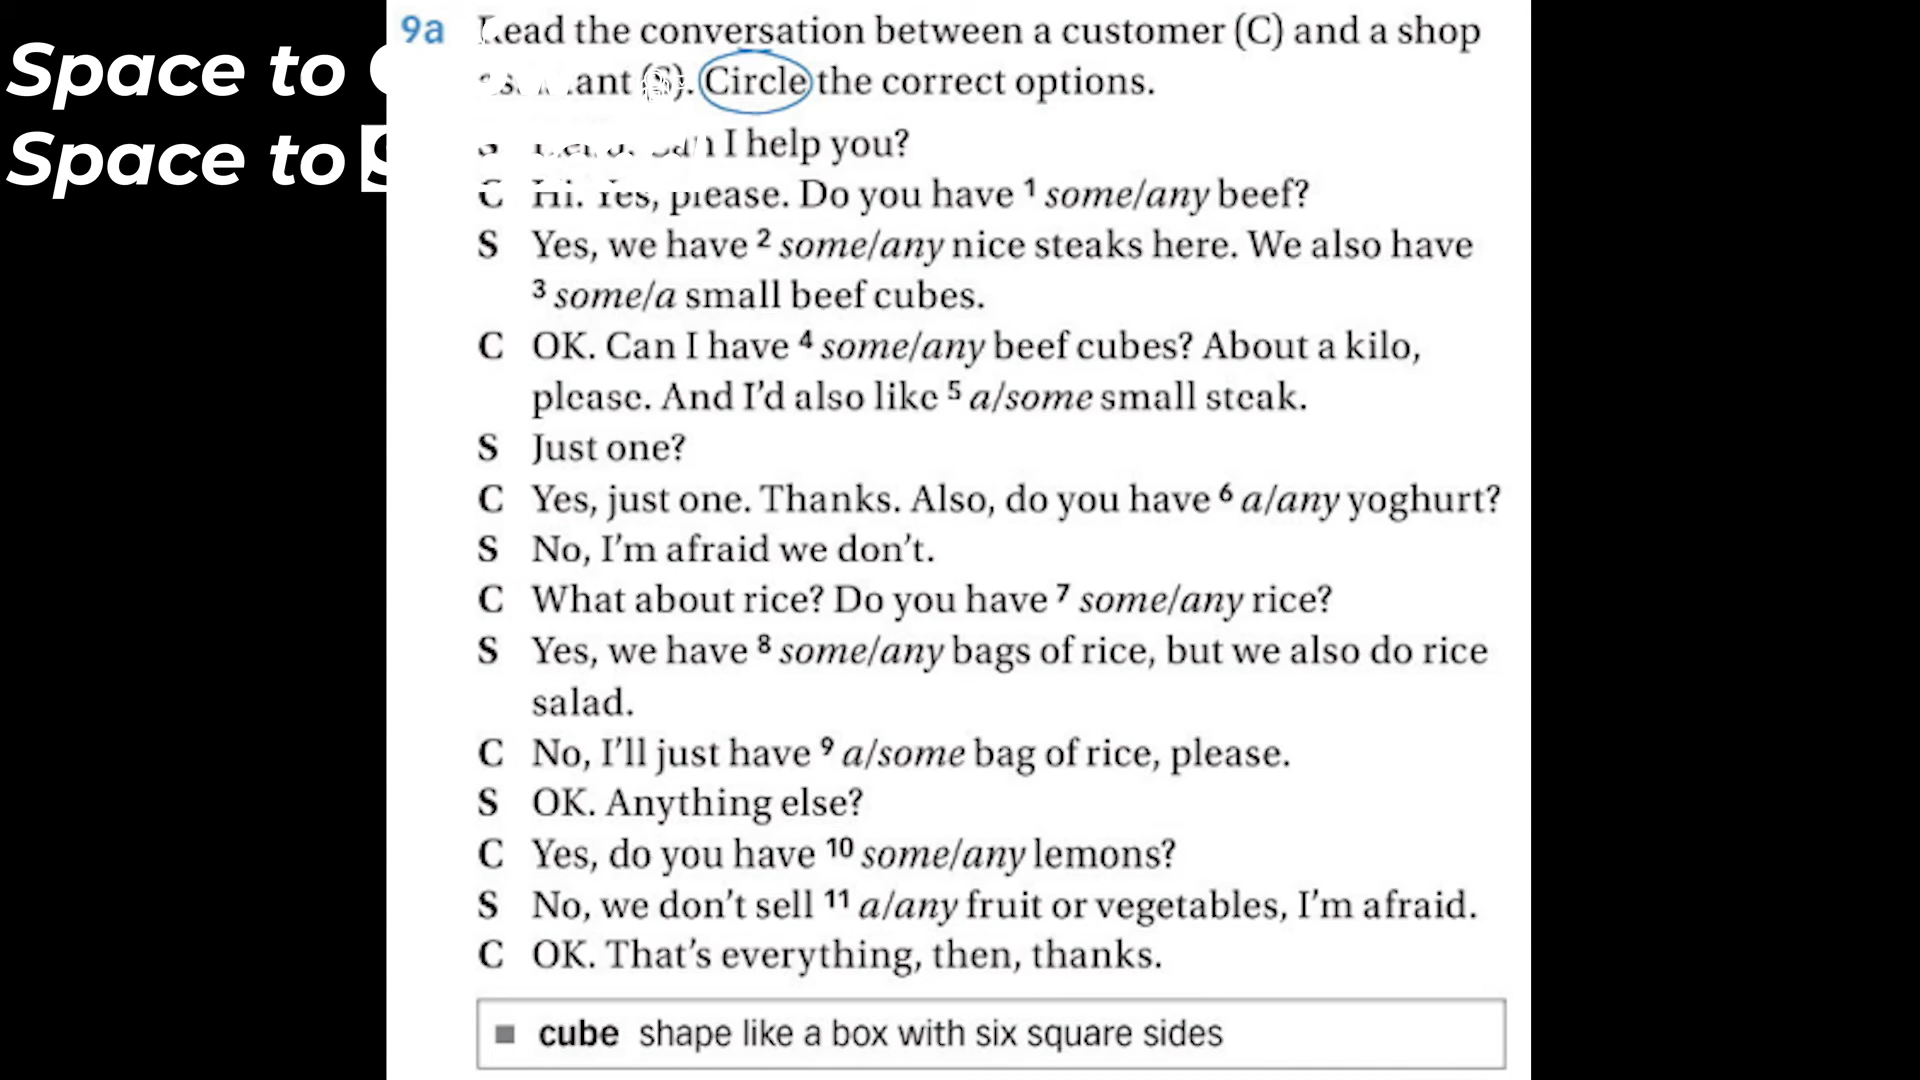 Space to
Space to
9a Read the conversation between a customer (C) and a shop
Circle the correct options.
I help you?
C Hi. Yes, please. Do you have 1 some/any beef?
S Yes, we have 2 some/any nice steaks here. We also have
3 some/a small beef cubes.
C OK. Can I have 4 some/any beef cubes? About a kilo,
please. And I'd also like 5 a/some small steak.
S Just one?
C Yes, just one. Thanks. Also, do you have 6 a/any yoghurt?
S No, I'm afraid we don't.
C What about rice? Do you have 7 some/any rice?
S Yes, we have 8 some/any bags of rice, but we also do rice
salad.
C No, I'll just have 9 a/some bag of rice, please.
S OK. Anything else?
C Yes, do you have 10 some/any lemons?
S No, we don't sell 11 a/any fruit or vegetables, I'm afraid.
C OK. That's everything, then, thanks.
■ cube shape like a box with six square sides